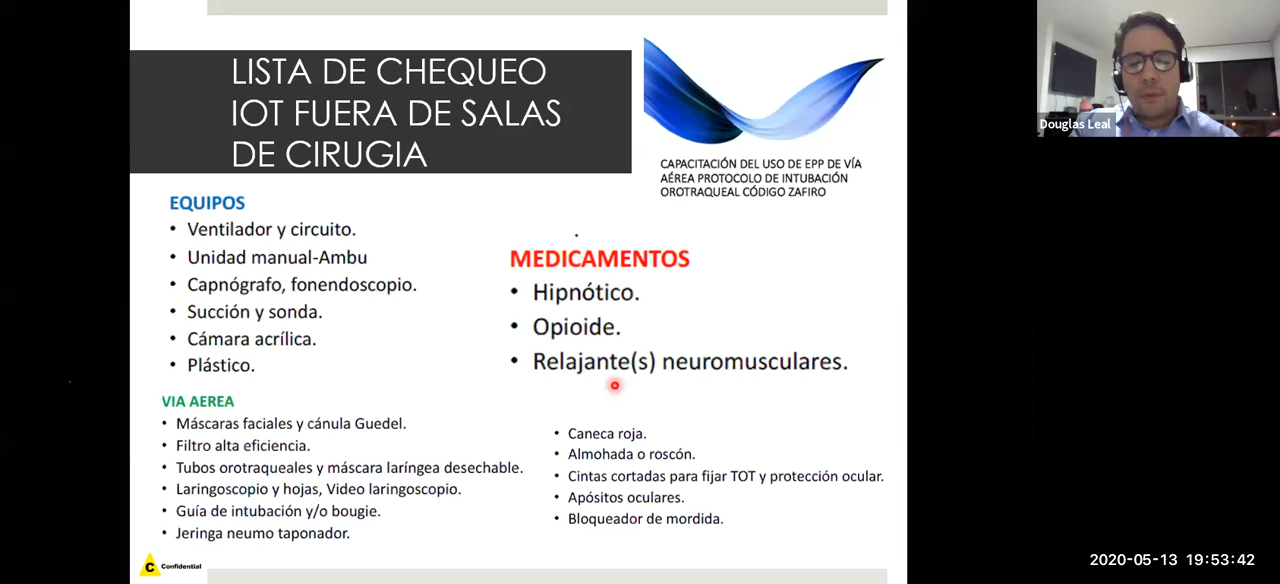 LISTA DE CHEQUEO
IOT FUERA DE SALAS
DE CIRUGIA
CAPACITACIÓN DEL USO DE EPP DE VÍA
AÉREA PROTOCOLO DE INTUBACIÓN
OROTRAQUEAL CÓDIGO ZAFIRO
EQUIPOS
• Ventilador y circuito.
• Unidad manual-Ambu
• Capnógrafo, fonendoscopio.
• Succión y sonda.
• Cámara acrílica.
• Plástico.
MEDICAMENTOS
• Hipnótico.
• Opioide.
• Relajante(s) neuromusculares.
VIA AEREA
• Máscaras faciales y cánula Guedel.
• Filtro alta eficiencia.
• Tubos orotraqueales y máscara laríngea desechable.
• Laringoscopio y hojas, Video laringoscopio.
• Guía de intubación y/o bougie.
• Jeringa neumo taponador.
• Caneca roja.
• Almohada o roscón.
• Cintas cortadas para fijar TOT y protección ocular.
• Apósitos oculares.
• Bloqueador de mordida.
C Confidential
Douglas Leal
2020-05-13 19:53:42